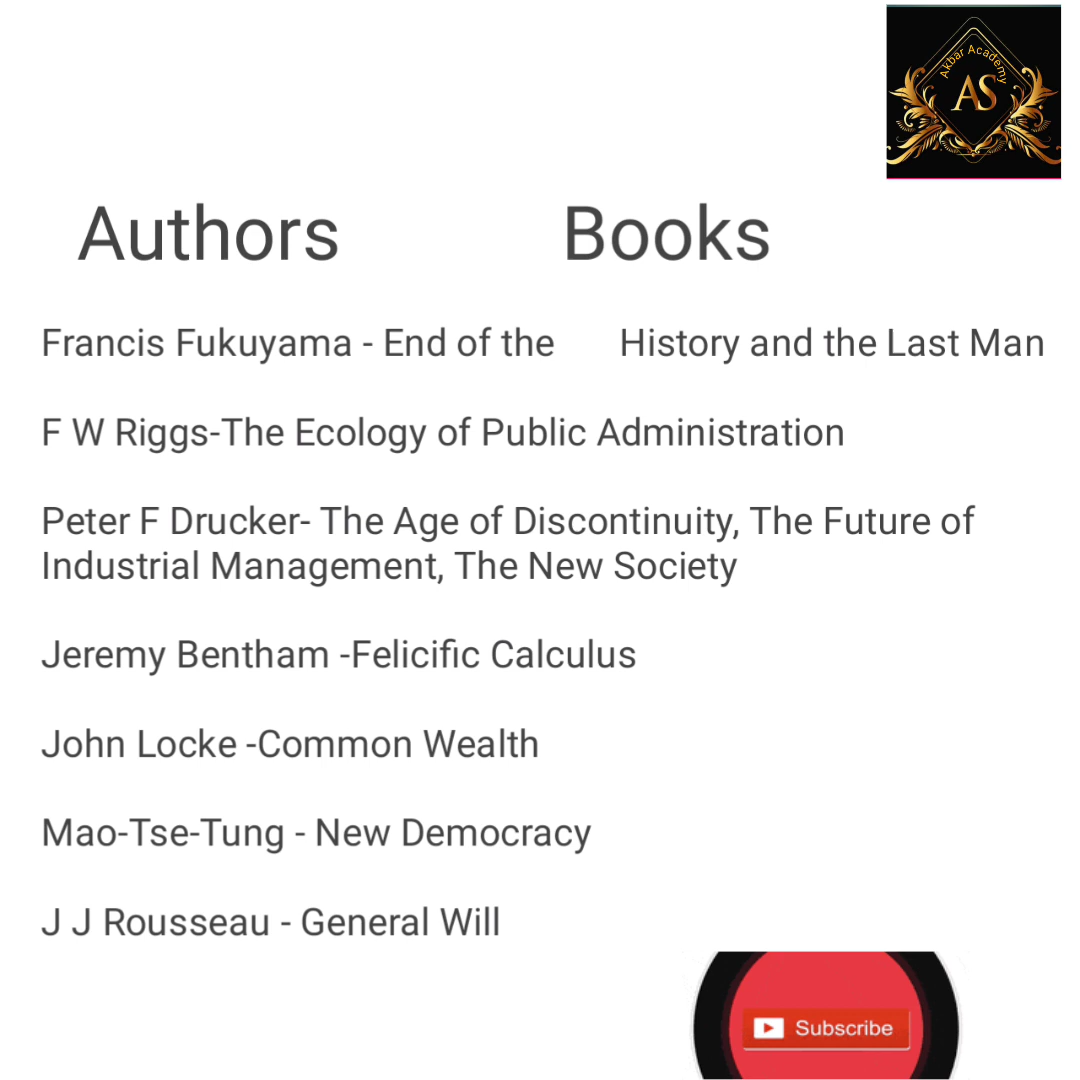 Akbar Academy
AS
Authors Books
Francis Fukuyama - End of the History and the Last Man
F W Riggs-The Ecology of Public Administration
Peter F Drucker- The Age of Discontinuity, The Future of
Industrial Management, The New Society
Jeremy Bentham -Felicific Calculus
John Locke -Common Wealth
Mao-Tse-Tung - New Democracy
J J Rousseau - General Will
Subscribe